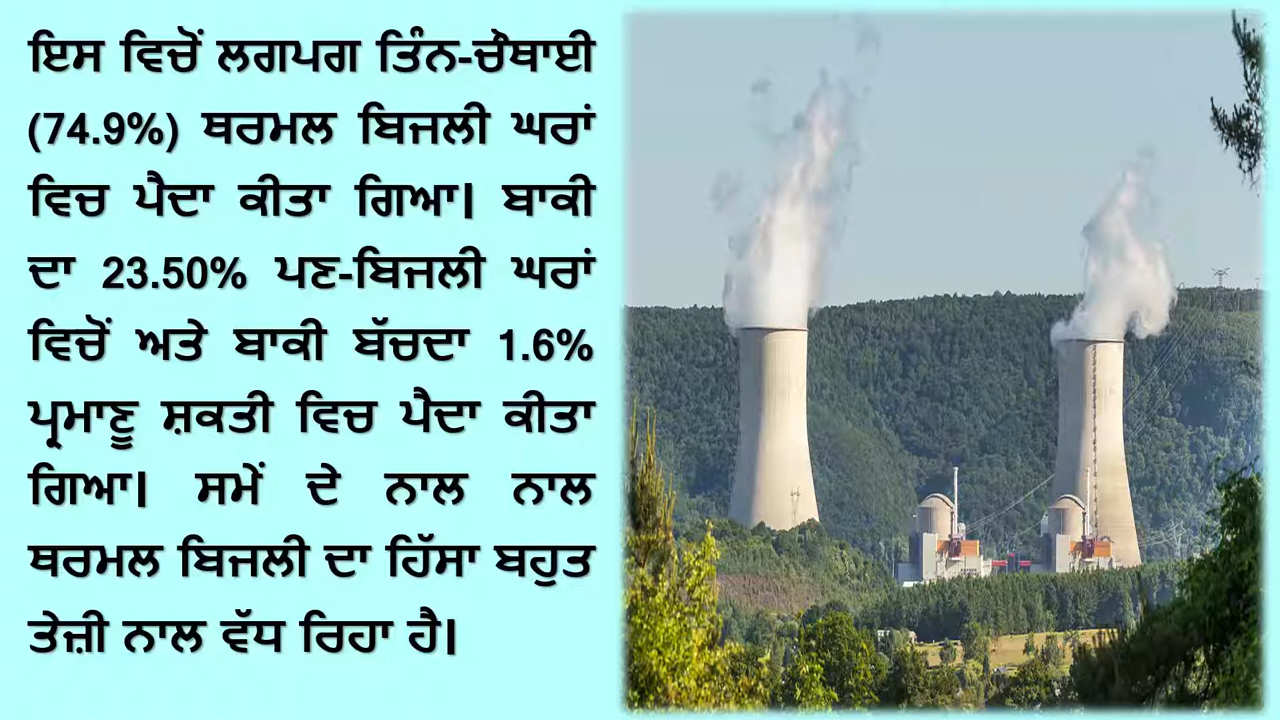 ਇਸ ਵਿਚੋਂ ਲਗਪਗ ਤਿੰਨ-ਚੌਥਾਈ
(74.9%) ਥਰਮਲ ਬਿਜਲੀ ਘਰਾਂ
ਵਿਚ ਪੈਦਾ ਕੀਤਾ ਗਿਆ। ਬਾਕੀ
ਦਾ 23.50% ਪਣ-ਬਿਜਲੀ ਘਰਾਂ
ਵਿਚੋਂ ਅਤੇ ਬਾਕੀ ਬੱਚਦਾ 1.6%
ਪ੍ਰਮਾਣੂ ਸ਼ਕਤੀ ਵਿਚ ਪੈਦਾ ਕੀਤਾ
ਗਿਆ। ਸਮੇਂ ਦੇ ਨਾਲ ਨਾਲ
ਥਰਮਲ ਬਿਜਲੀ ਦਾ ਹਿੱਸਾ ਬਹੁਤ
ਤੇਜ਼ੀ ਨਾਲ ਵੱਧ ਰਿਹਾ ਹੈ।